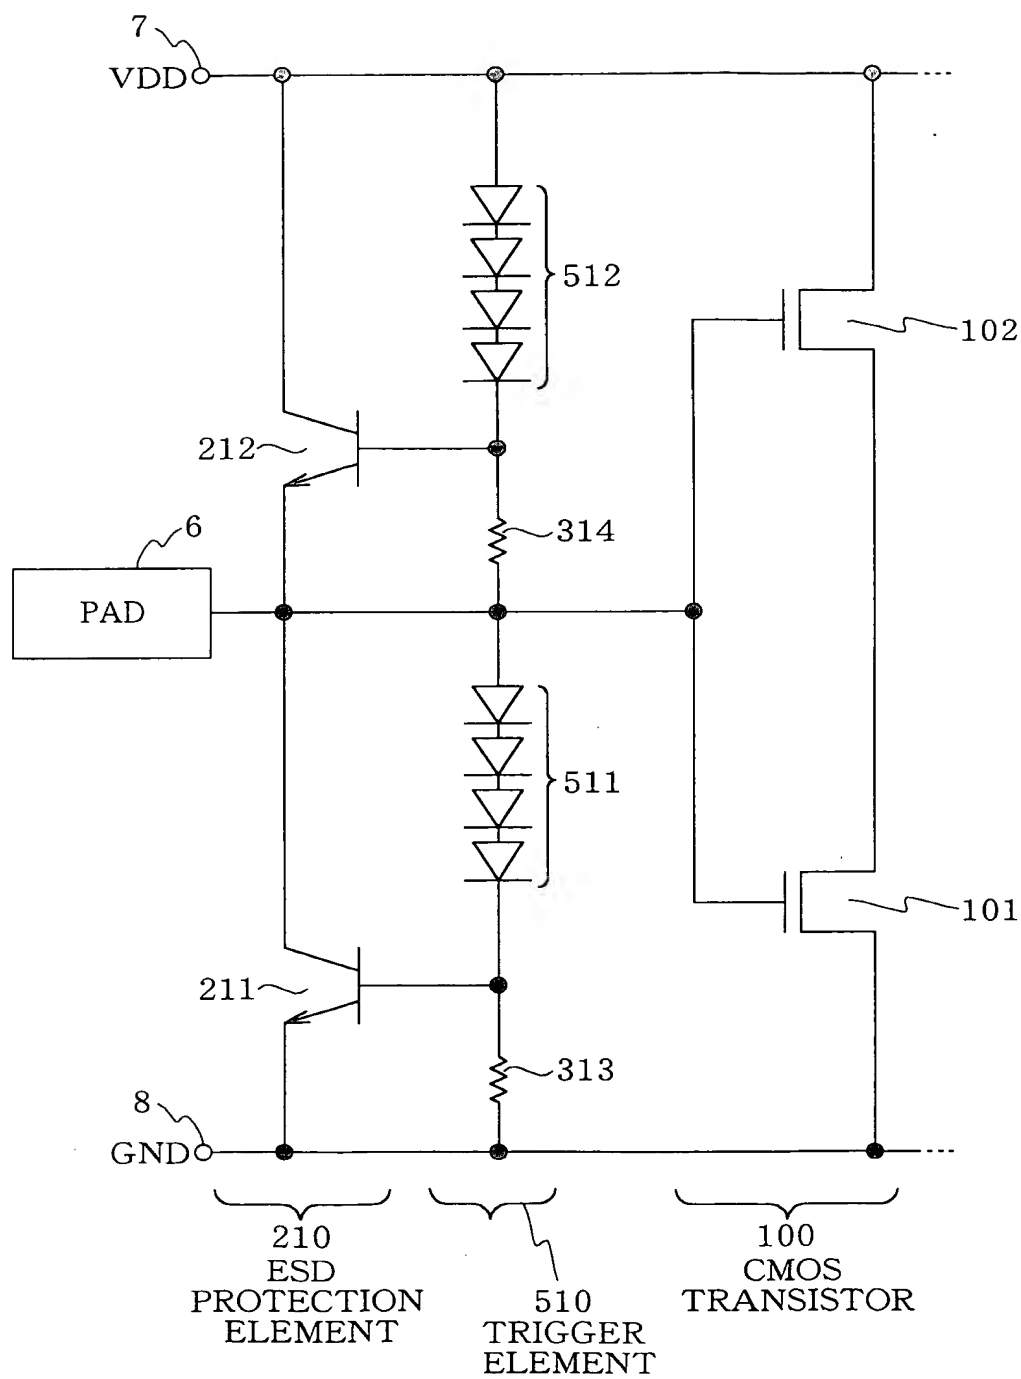 7
VDD
512
102
212
314
6
PAD
511
101
211
313
8
GND
210
ESD
PROTECTION
ELEMENT
510
TRIGGER
ELEMENT
100
CMOS
TRANSISTOR